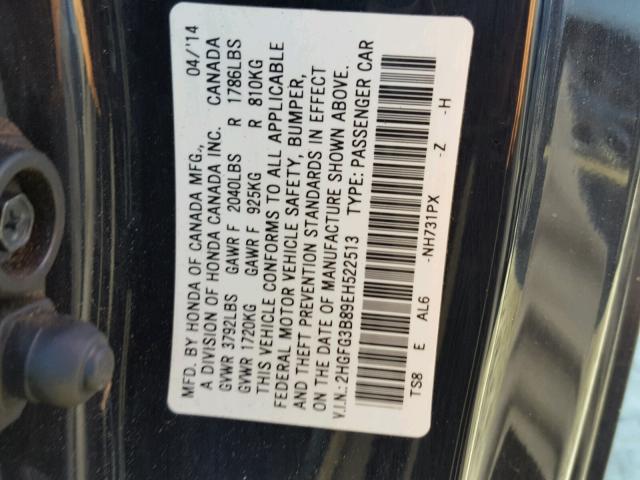 MFD. BY HONDA OF CANADA MFG., 04/'14
A DIVISION OF HONDA CANADA INC. CANADA
GVWR 3792LBS GAWR F 2040LBS R 1786LBS
GVWR 1720KG GAWR F 925KG R 810KG
THIS VEHICLE CONFORMS TO ALL APPLICABLE
FEDERAL MOTOR VEHICLE SAFETY, BUMPER,
AND THEFT PREVENTION STANDARDS IN EFFECT
ON THE DATE OF MANUFACTURE SHOWN ABOVE.
V.I.N.: 2HGFG3B89EH522513 TYPE: PASSENGER CAR
TS8 E AL6 -NH731PX -Z -H